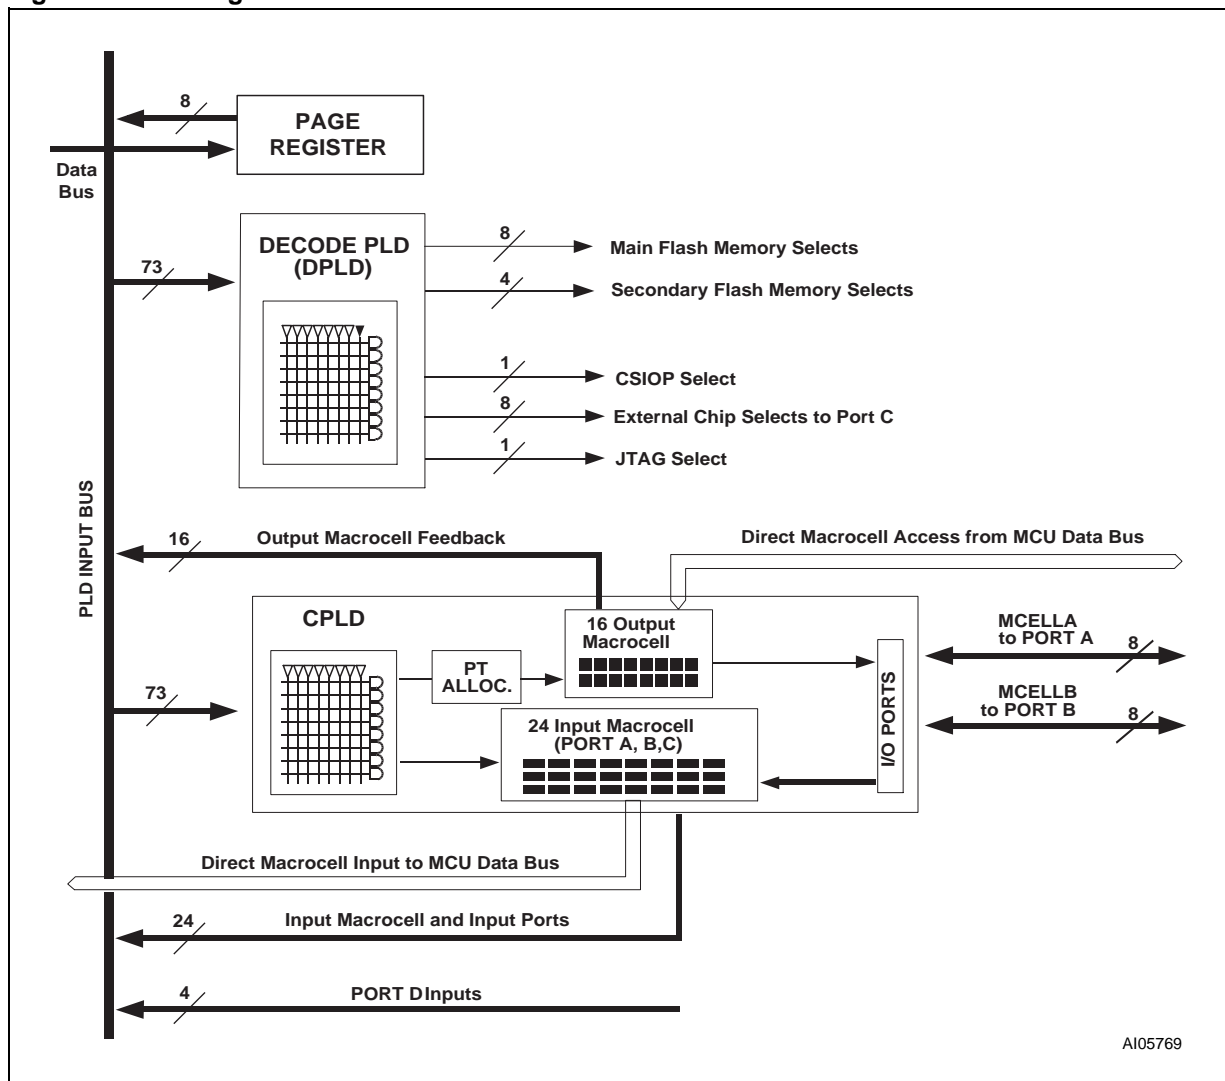 8
PAGE
REGISTER
Data
Bus
DECODE PLD
(DPLD)
73
8
Main Flash Memory Selects
4
Secondary Flash Memory Selects
1
CSIOP Select
8
External Chip Selects to Port C
1
JTAG Select
PLD INPUT BUS
16
Output Macrocell Feedback
Direct Macrocell Access from MCU Data Bus
CPLD
16 Output
Macrocell
MCELLA
to PORT A
8
PT
ALLOC.
73
I/O PORTS
MCELLB
to PORT B
8
24 Input Macrocell
(PORT A, B,C)
Direct Macrocell Input to MCU Data Bus
24
Input Macrocell and Input Ports
4
PORT D Inputs
AI05769